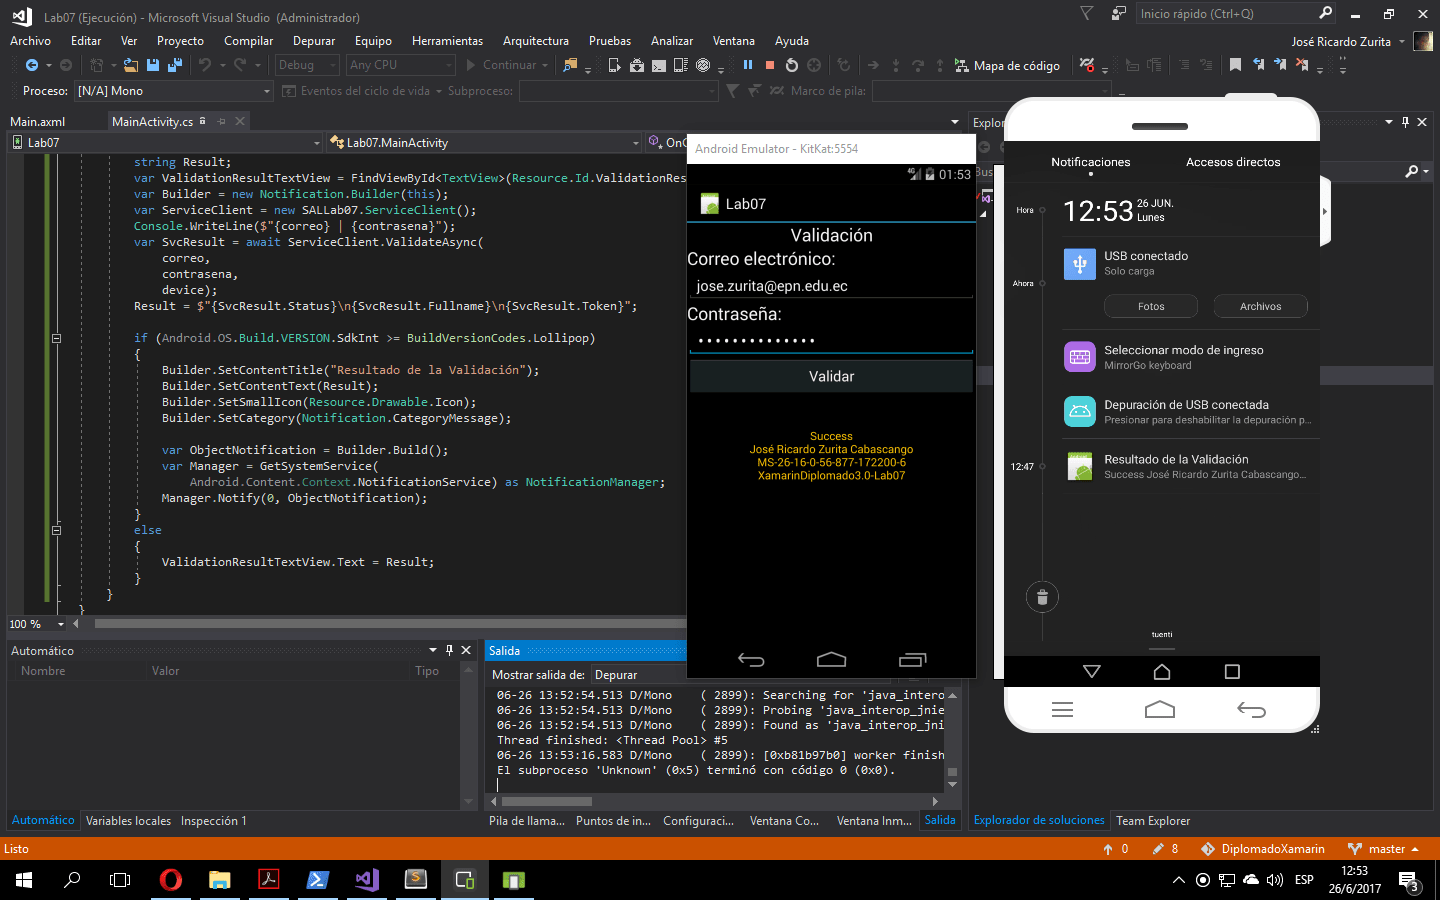 Lab07 (Ejecución) - Microsoft Visual Studio (Administrador)
Inicio rápido (Ctrl+Q)
Archivo Editar Ver Proyecto Compilar Depurar Equipo Herramientas Arquitectura Pruebas Analizar Ventana Ayuda
José Ricardo Zurita
Debug Any CPU Continuar Mapa de código
Proceso: [N/A] Mono Eventos del ciclo de vida Subproceso: Marco de pila:
Main.axml MainActivity.cs
Lab07 Lab07.MainActivity OnC
string Result;
var ValidationResultTextView = FindViewById<TextView>(Resource.Id.ValidationRes
var Builder = new Notification.Builder(this);
var ServiceClient = new SALLab07.ServiceClient();
Console.WriteLine($"{correo} | {contrasena}");
var SvcResult = await ServiceClient.ValidateAsync(
correo,
contrasena,
device);
Result = $"{SvcResult.Status}\n{SvcResult.Fullname}\n{SvcResult.Token}";
if (Android.OS.Build.VERSION.SdkInt >= BuildVersionCodes.Lollipop)
{
Builder.SetContentTitle("Resultado de la Validación");
Builder.SetContentText(Result);
Builder.SetSmallIcon(Resource.Drawable.Icon);
Builder.SetCategory(Notification.CategoryMessage);
var ObjectNotification = Builder.Build();
var Manager = GetSystemService(
Android.Content.Context.NotificationService) as NotificationManager;
Manager.Notify(0, ObjectNotification);
}
else
{
ValidationResultTextView.Text = Result;
}
}
}
100 %
Android Emulator - KitKat:5554
4G 01:53
Lab07
Validación
Correo electrónico:
jose.zurita@epn.edu.ec
Contraseña:
••••••••••••••
Validar
Success
José Ricardo Zurita Cabascango
MS-26-16-0-56-877-172200-6
XamarinDiplomado3.0-Lab07
Explor
Bus
Notificaciones Accesos directos
Hora 12:53 26 JUN.
Lunes
USB conectado
Solo carga
Ahora
Fotos Archivos
Seleccionar modo de ingreso
MirrorGo keyboard
Depuración de USB conectada
Presionar para deshabilitar la depuración p...
12:47 Resultado de la Validación
Success José Ricardo Zurita Cabascango...
tuenti
Automático
Nombre Valor Tipo
Automático Variables locales Inspección 1
Salida
Mostrar salida de: Depurar
06-26 13:52:54.513 D/Mono ( 2899): Searching for 'java_intero
06-26 13:52:54.513 D/Mono ( 2899): Probing 'java_interop_jnie
06-26 13:52:54.513 D/Mono ( 2899): Found as 'java_interop_jni
Thread finished: <Thread Pool> #5
06-26 13:53:16.583 D/Mono ( 2899): [0xb81b97b0] worker finish
El subproceso 'Unknown' (0x5) terminó con código 0 (0x0).
Pila de llama... Puntos de in... Configuraci... Ventana Co... Ventana Inm... Salida
Explorador de soluciones Team Explorer
Listo 0 8 DiplomadoXamarin master
ESP 12:53
26/6/2017 3